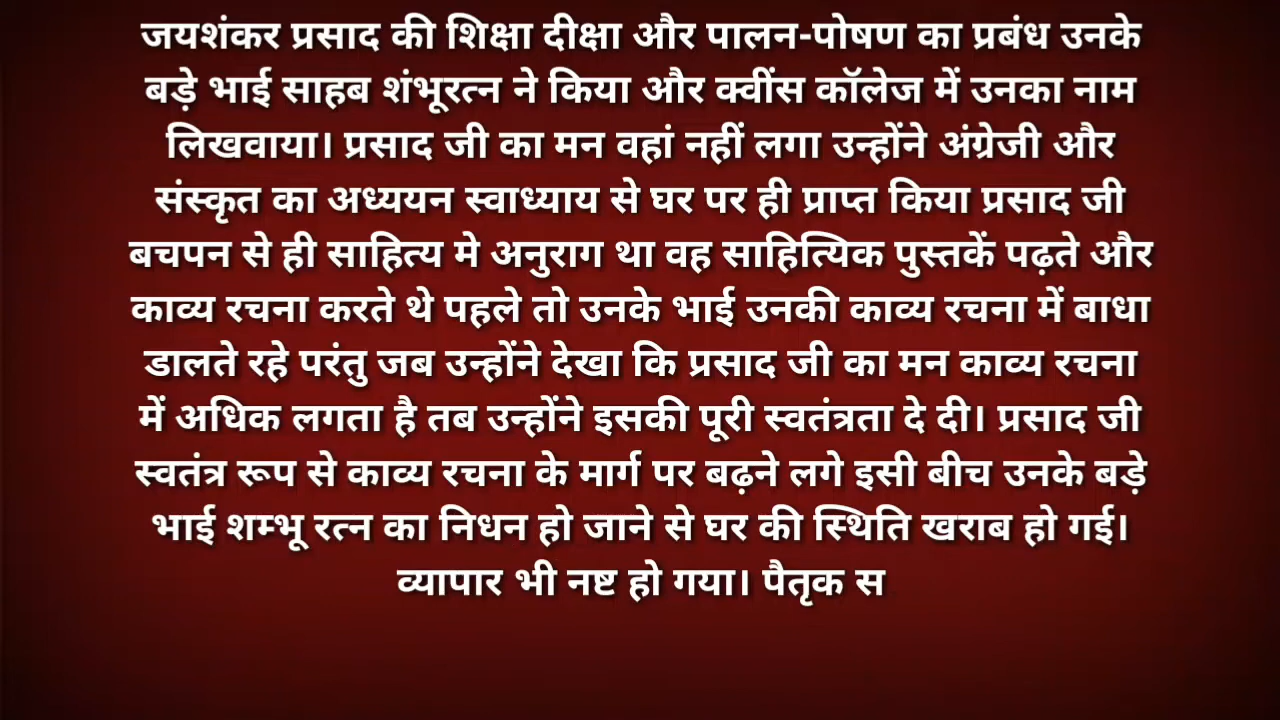 जयशंकर प्रसाद की शिक्षा दीक्षा और पालन-पोषण का प्रबंध उनके
बड़े भाई साहब शंभूरत्न ने किया और क्वींस कॉलेज में उनका नाम
लिखवाया। प्रसाद जी का मन वहां नहीं लगा उन्होंने अंग्रेजी और
संस्कृत का अध्ययन स्वाध्याय से घर पर ही प्राप्त किया प्रसाद जी
बचपन से ही साहित्य मे अनुराग था वह साहित्यिक पुस्तकें पढ़ते और
काव्य रचना करते थे पहले तो उनके भाई उनकी काव्य रचना में बाधा
डालते रहे परंतु जब उन्होंने देखा कि प्रसाद जी का मन काव्य रचना
में अधिक लगता है तब उन्होंने इसकी पूरी स्वतंत्रता दे दी। प्रसाद जी
स्वतंत्र रूप से काव्य रचना के मार्ग पर बढ़ने लगे इसी बीच उनके बड़े
भाई शम्भू रत्न का निधन हो जाने से घर की स्थिति खराब हो गई।
व्यापार भी नष्ट हो गया। पैतृक स